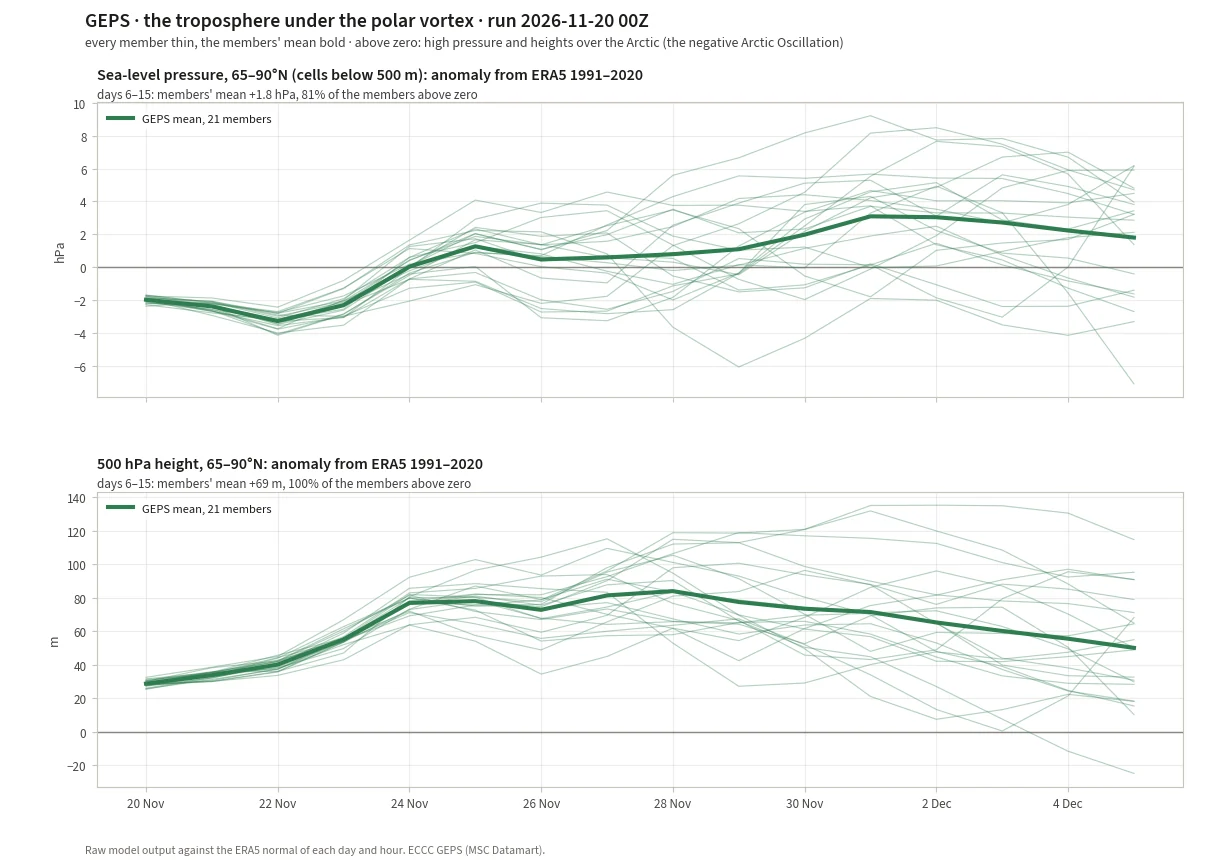 GEPS · the troposphere under the polar vortex · run 2026-11-20 00Z
every member thin, the members' mean bold · above zero: high pressure and heights over the Arctic (the negative Arctic Oscillation)
Sea-level pressure, 65–90°N (cells below 500 m): anomaly from ERA5 1991–2020
days 6–15: members' mean +1.8 hPa, 81% of the members above zero
GEPS mean, 21 members
hPa
10
8
6
4
2
0
−2
−4
−6
500 hPa height, 65–90°N: anomaly from ERA5 1991–2020
days 6–15: members' mean +69 m, 100% of the members above zero
GEPS mean, 21 members
m
140
120
100
80
60
40
20
0
−20
20 Nov 22 Nov 24 Nov 26 Nov 28 Nov 30 Nov 2 Dec 4 Dec
Raw model output against the ERA5 normal of each day and hour. ECCC GEPS (MSC Datamart).